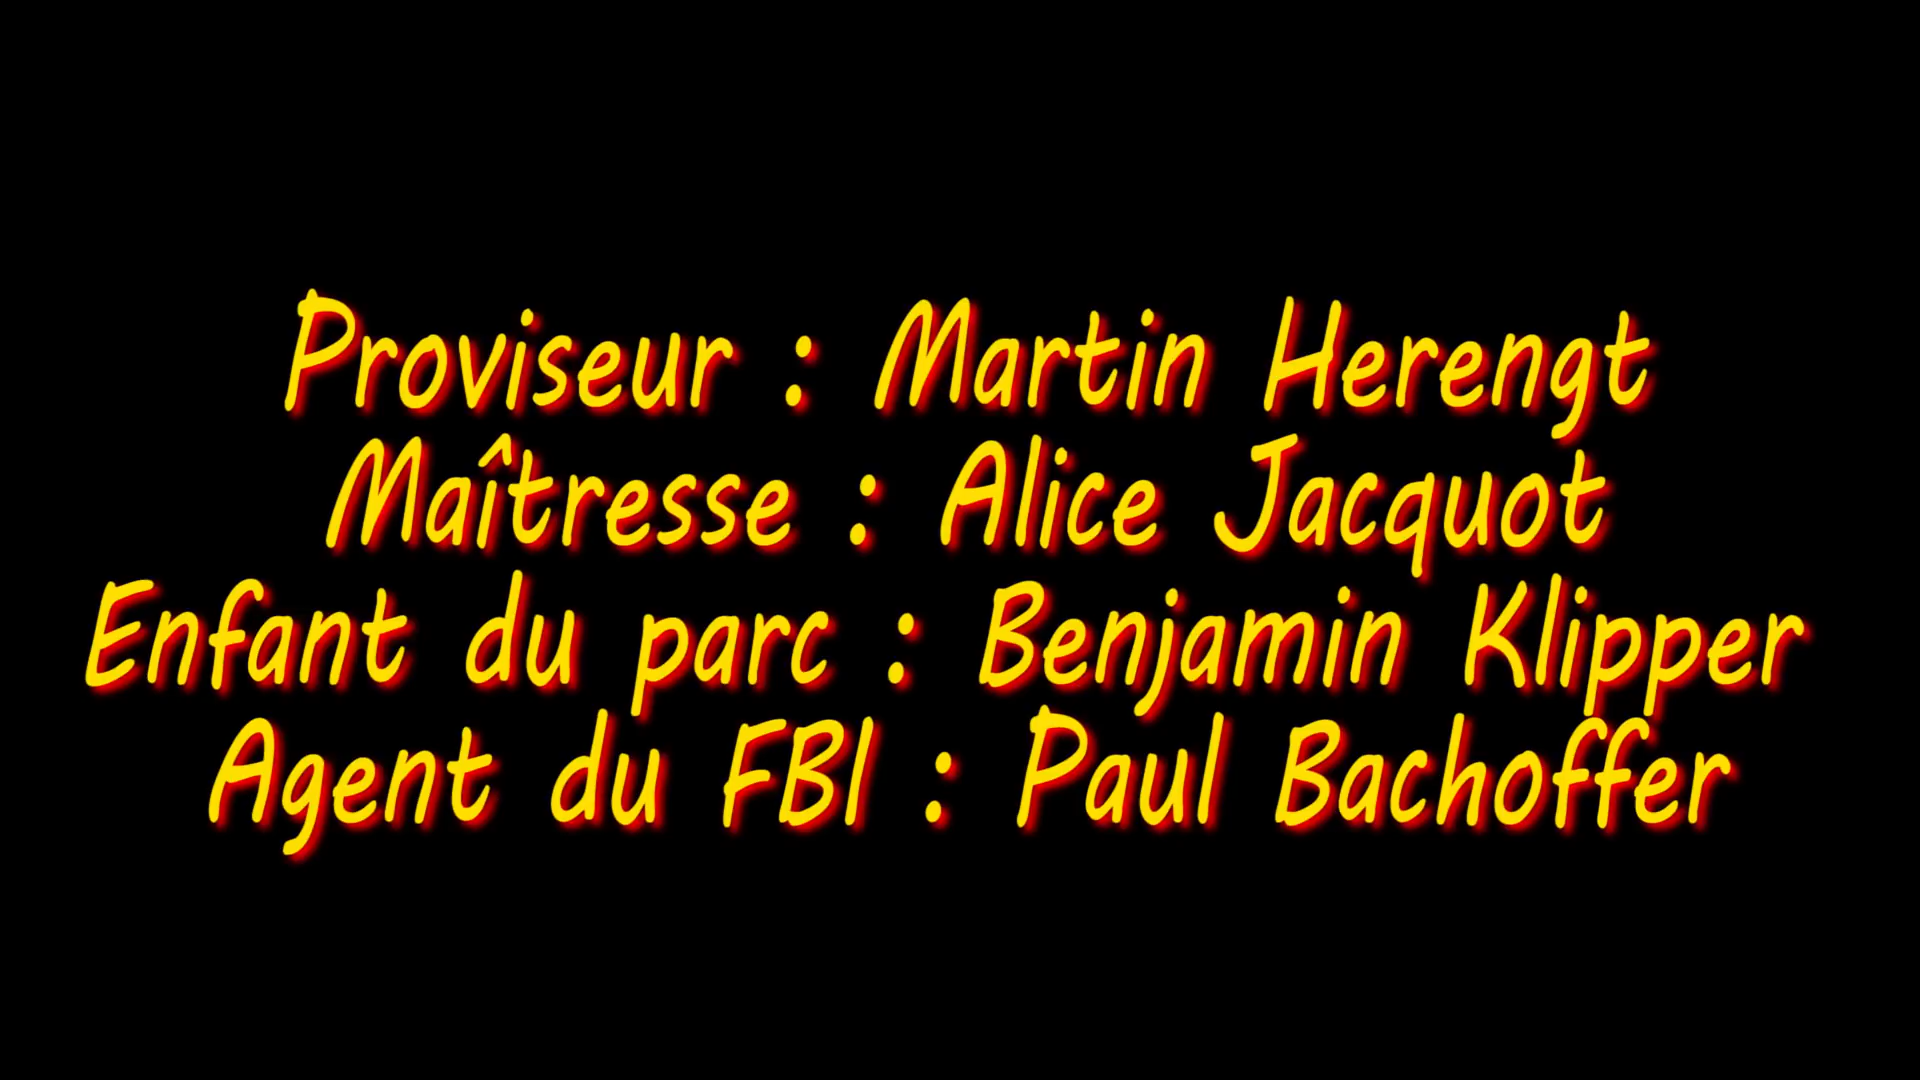 Proviseur : Martin Herengt
Maîtresse : Alice Jacquot
Enfant du parc : Benjamin Klipper
Agent du FBI : Paul Bachoffer